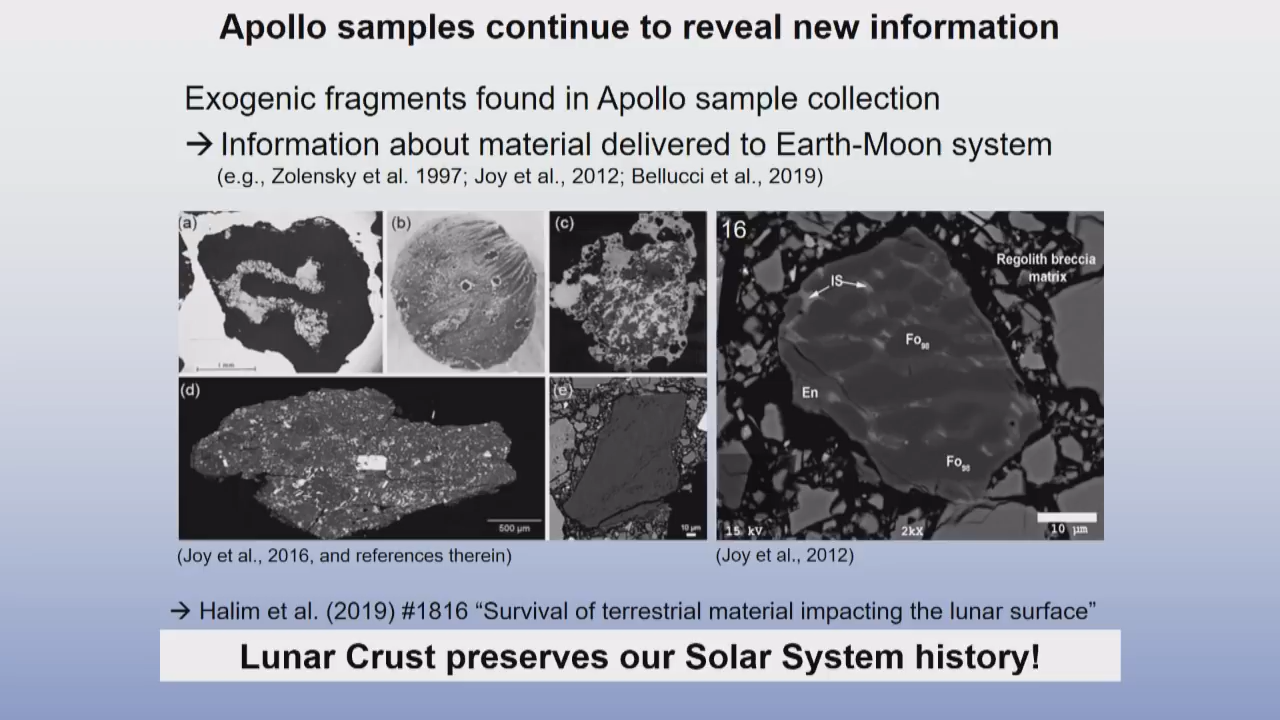 Apollo samples continue to reveal new information
Exogenic fragments found in Apollo sample collection
→ Information about material delivered to Earth-Moon system
(e.g., Zolensky et al. 1997; Joy et al., 2012; Bellucci et al., 2019)
(a)
1 mm
(b)
(c)
(d)
500 µm
(e)
10 µm
16
Regolith breccia
matrix
IS
Fo98
En
Fo98
15 kV
2kX
10 µm
(Joy et al., 2016, and references therein)
(Joy et al., 2012)
→ Halim et al. (2019) #1816 “Survival of terrestrial material impacting the lunar surface”
Lunar Crust preserves our Solar System history!